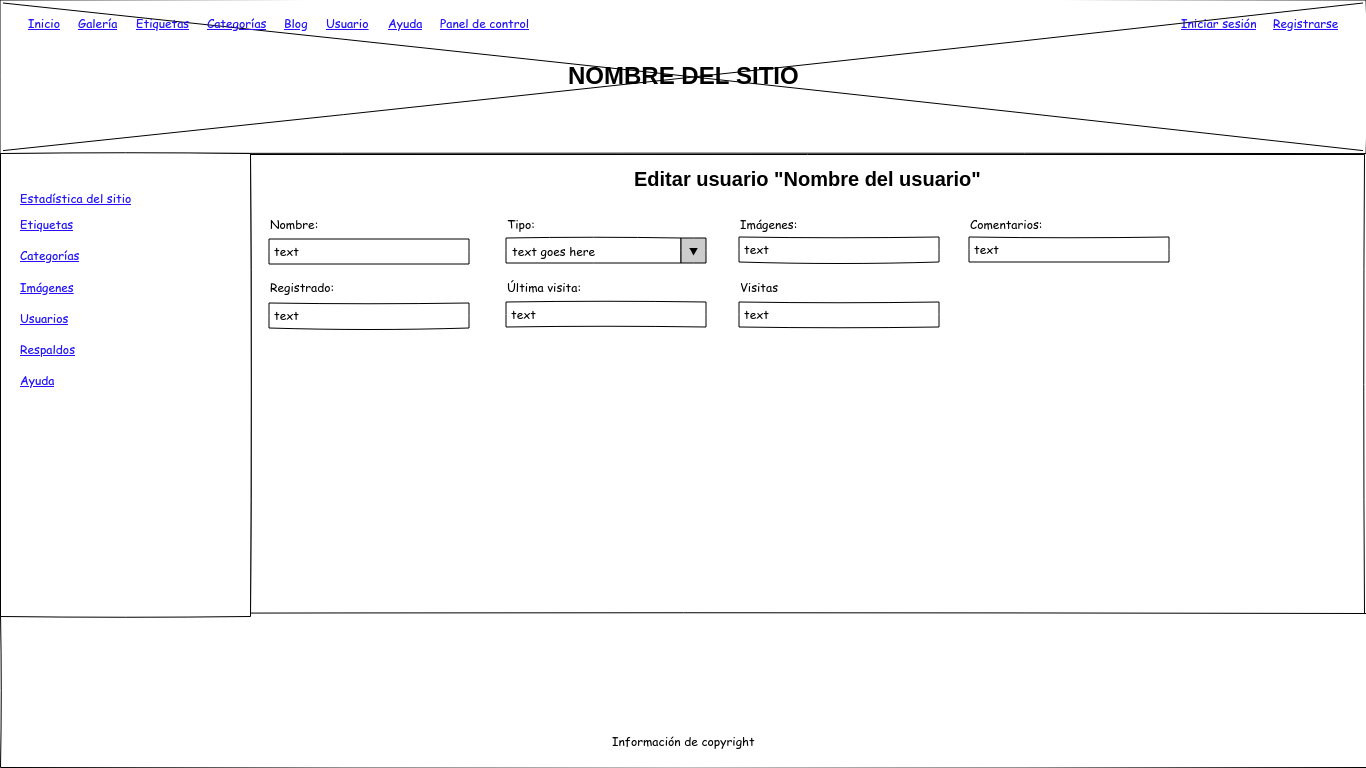 Inicio Galería Etiquetas Categorías Blog Usuario Ayuda Panel de control Iniciar sesión Registrarse
NOMBRE DEL SITIO
Estadística del sitio
Etiquetas
Categorías
Imágenes
Usuarios
Respaldos
Ayuda
Editar usuario "Nombre del usuario"
Nombre: Tipo: Imágenes: Comentarios:
text text goes here text text
Registrado: Última visita: Visitas
text text text
Información de copyright